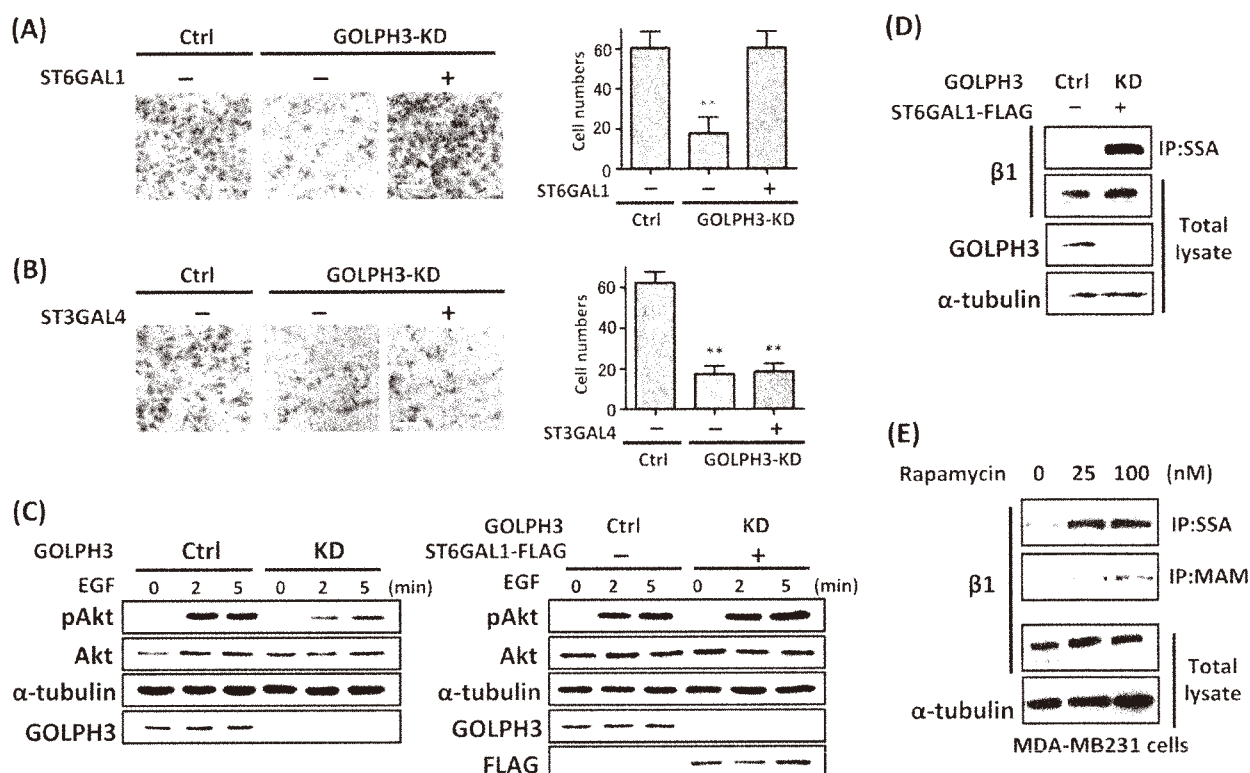 (A)
Ctrl GOLPH3-KD
ST6GAL1 − − +
Cell numbers
60
40
20
0
**
ST6GAL1 − − +
Ctrl GOLPH3-KD
(B)
Ctrl GOLPH3-KD
ST3GAL4 − − +
Cell numbers
60
40
20
0
** **
ST3GAL4 − − +
Ctrl GOLPH3-KD
(C)
GOLPH3 Ctrl KD
EGF 0 2 5 0 2 5 (min)
pAkt
Akt
α-tubulin
GOLPH3
GOLPH3 Ctrl KD
ST6GAL1-FLAG − +
EGF 0 2 5 0 2 5 (min)
pAkt
Akt
α-tubulin
GOLPH3
FLAG
(D)
GOLPH3 Ctrl KD
ST6GAL1-FLAG − +
IP:SSA
β1
GOLPH3
α-tubulin
Total
lysate
(E)
Rapamycin 0 25 100 (nM)
IP:SSA
IP:MAM
β1
α-tubulin
Total
lysate
MDA-MB231 cells